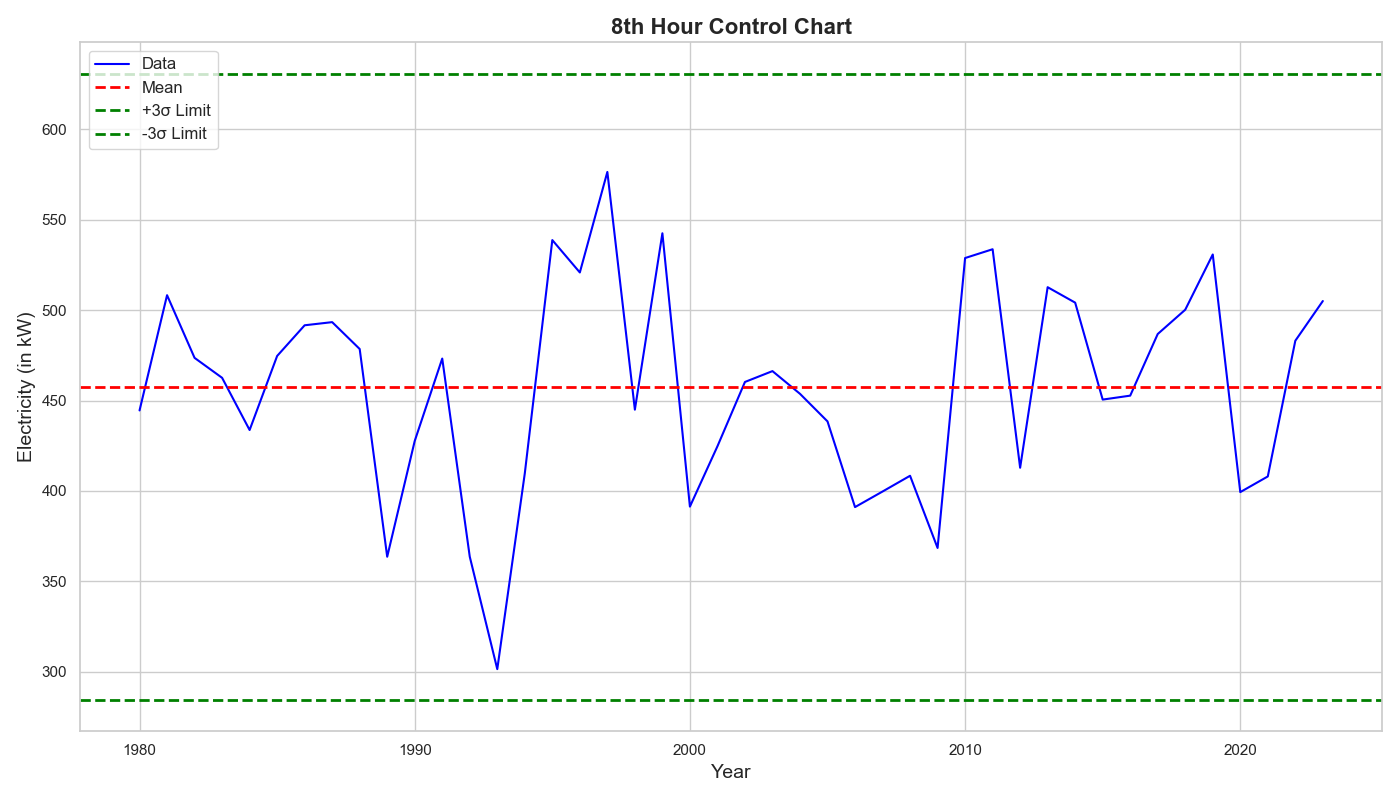 8th Hour Control Chart
Data
Mean
+3σ Limit
-3σ Limit
600
550
500
450
400
350
300
Electricity (in kW)
1980
1990
2000
2010
2020
Year